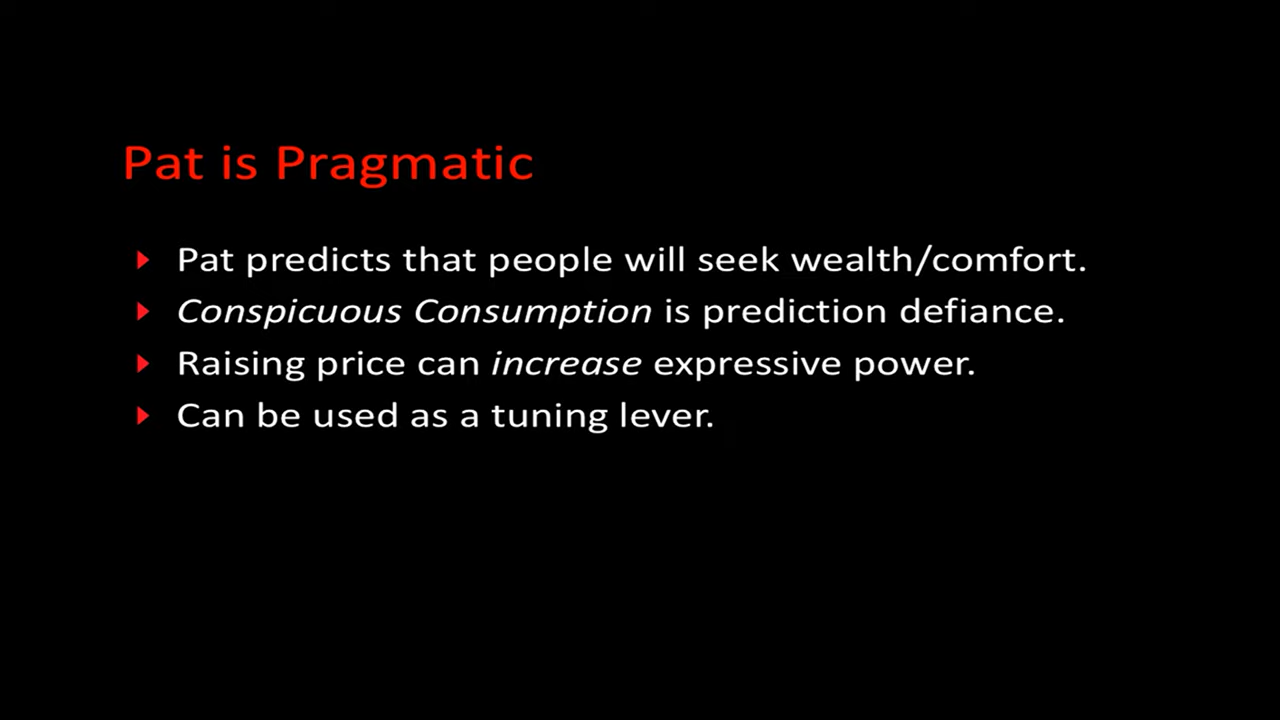 Pat is Pragmatic
Pat predicts that people will seek wealth/comfort.
Conspicuous Consumption is prediction defiance.
Raising price can increase expressive power.
Can be used as a tuning lever.